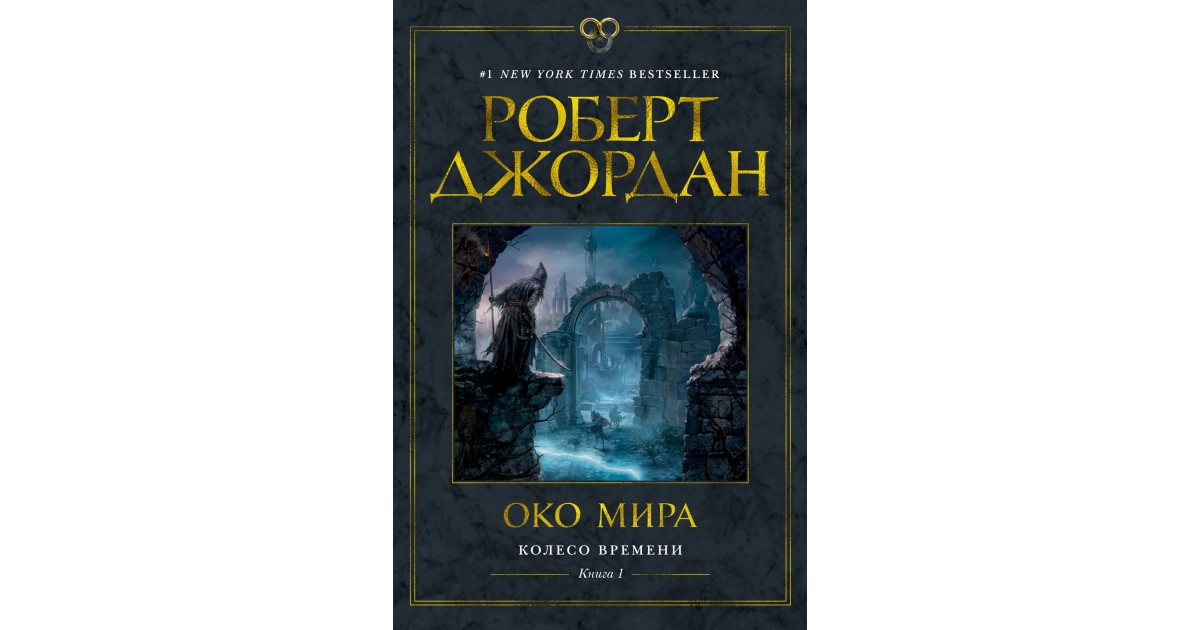 #1 NEW YORK TIMES BESTSELLER
РОБЕРТ
ДЖОРДАН
ОКО МИРА
КОЛЕСО ВРЕМЕНИ
Книга 1